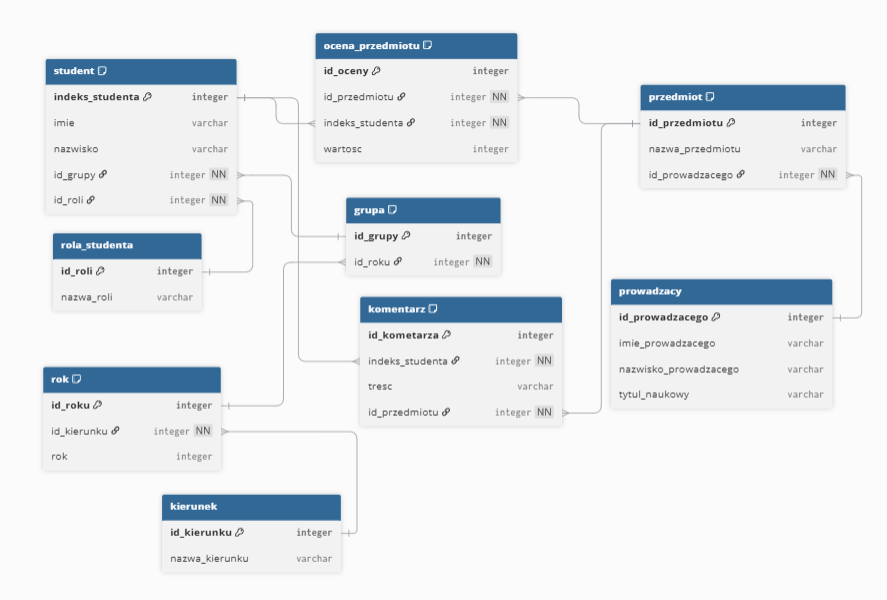 ocena_przedmiotu
id_oceny integer
id_przedmiotu integer NN
indeks_studenta integer NN
wartosc integer
student
indeks_studenta integer
imie varchar
nazwisko varchar
id_grupy integer NN
id_roli integer NN
przedmiot
id_przedmiotu integer
nazwa_przedmiotu varchar
id_prowadzacego integer NN
grupa
id_grupy integer
id_roku integer NN
rola_studenta
id_roli integer
nazwa_roli varchar
prowadzacy
id_prowadzacego integer
imie_prowadzacego varchar
nazwisko_prowadzacego varchar
tytul_naukowy varchar
komentarz
id_kometarza integer
indeks_studenta integer NN
tresc varchar
id_przedmiotu integer NN
rok
id_roku integer
id_kierunku integer NN
rok integer
kierunek
id_kierunku integer
nazwa_kierunku varchar